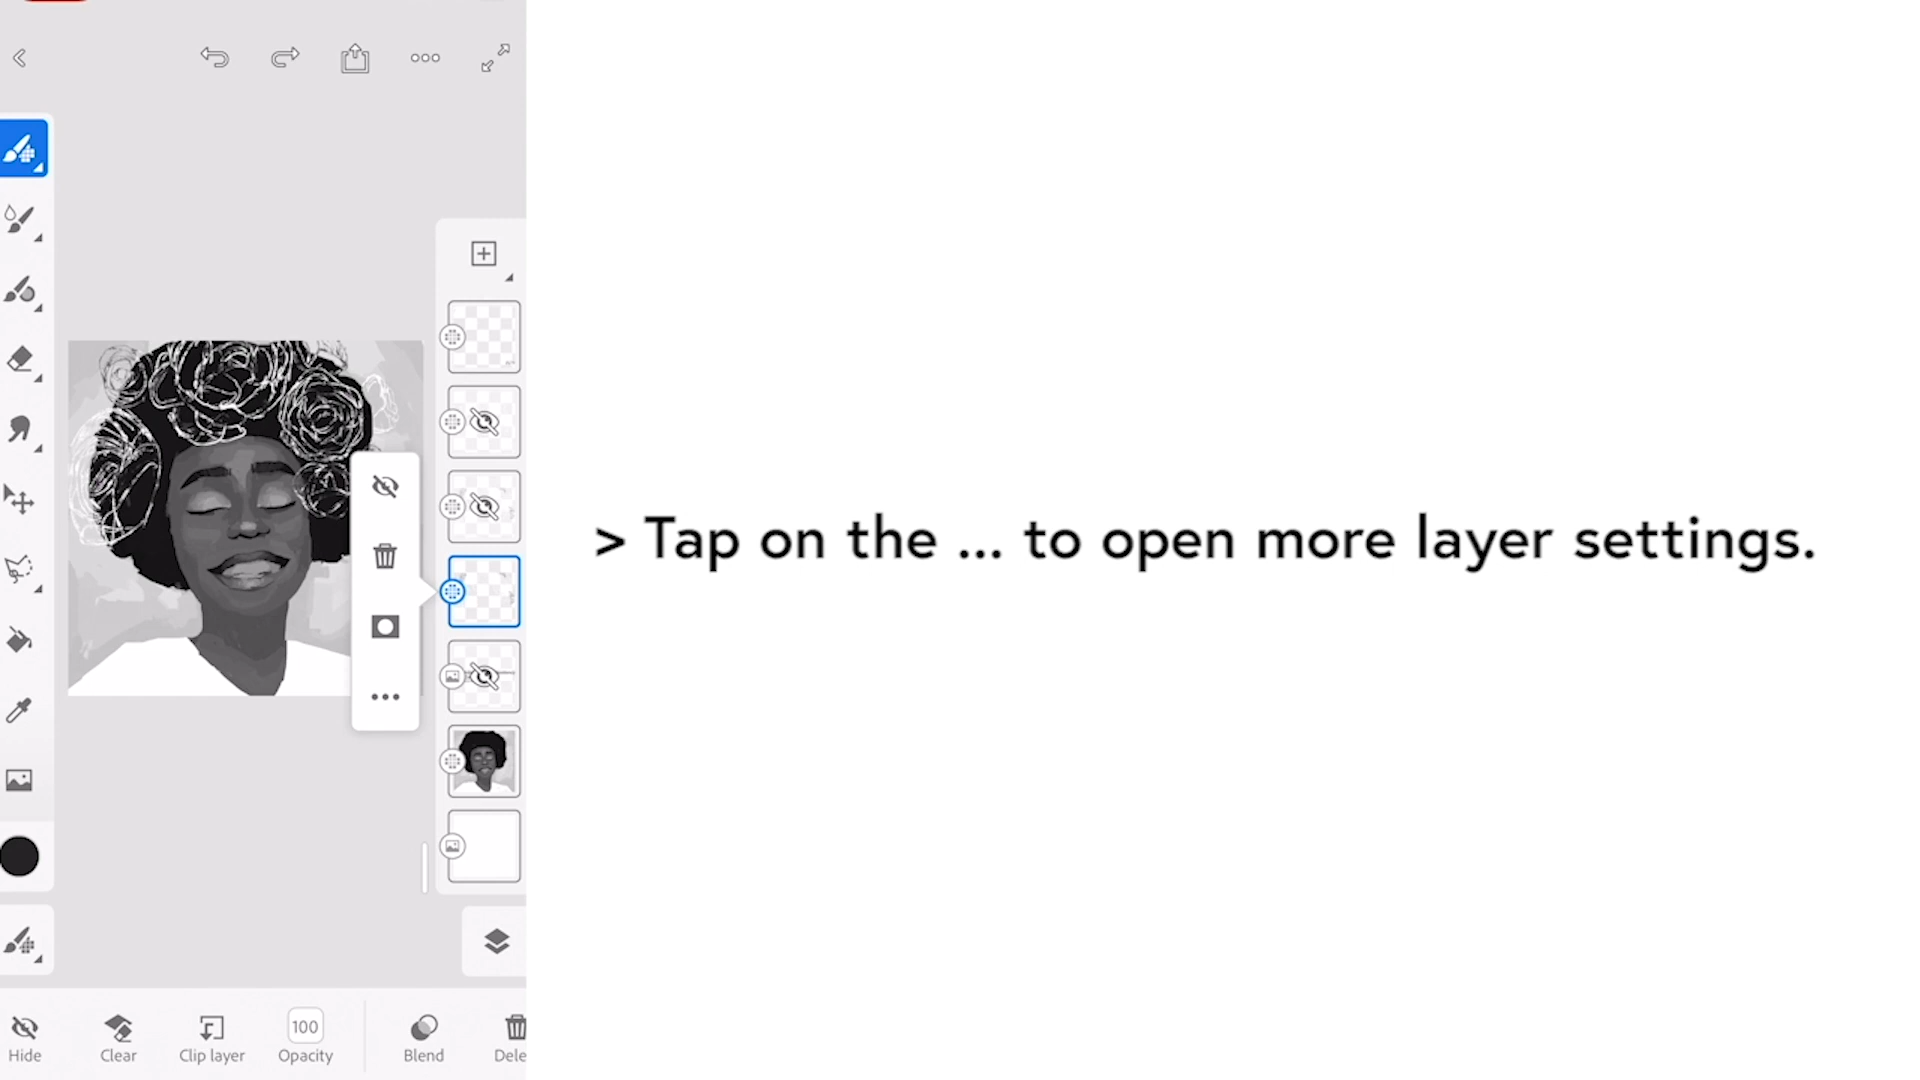 > Tap on the ... to open more layer settings.
100
Hide Clear Clip layer Opacity Blend Dele